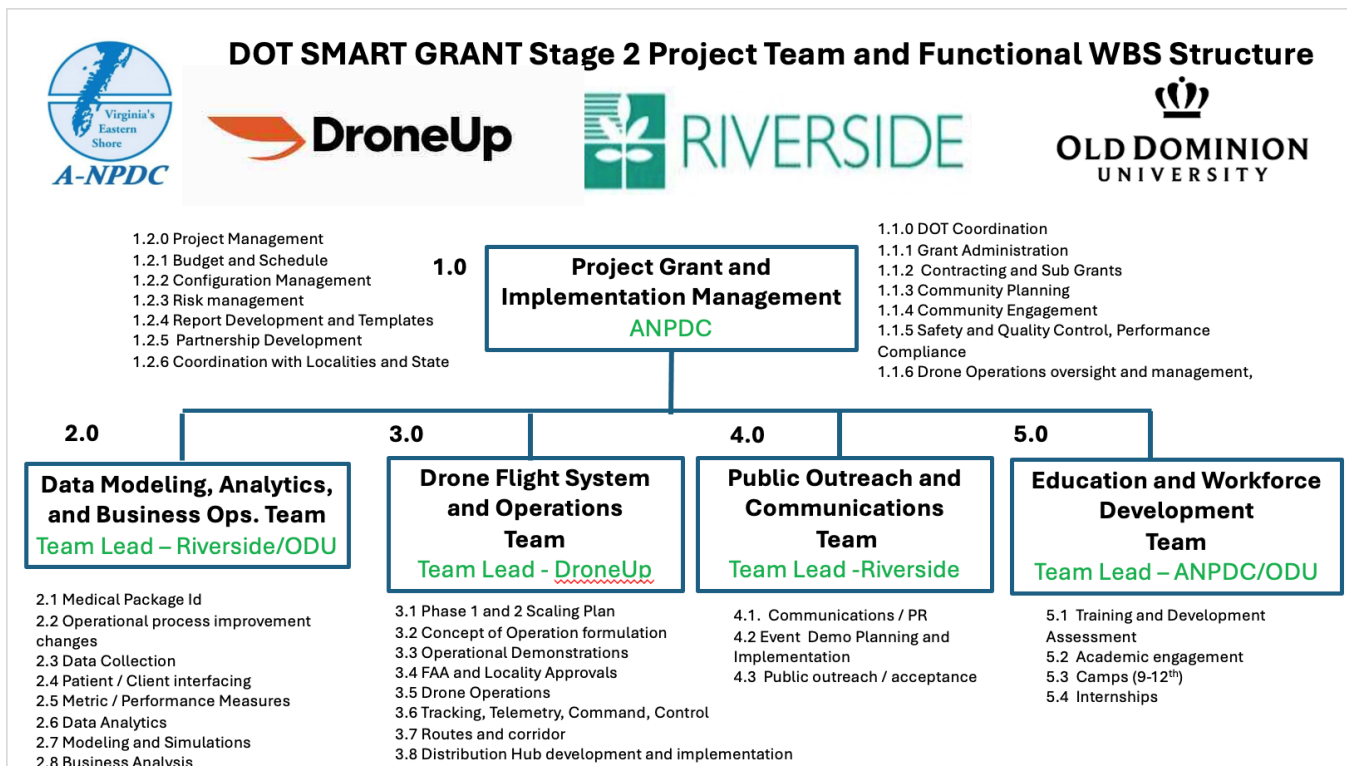 DOT SMART GRANT Stage 2 Project Team and Functional WBS Structure
Virginia's
Eastern
Shore
A-NPDC
DroneUp
RIVERSIDE
OLD DOMINION
UNIVERSITY
1.2.0 Project Management
1.2.1 Budget and Schedule
1.2.2 Configuration Management
1.2.3 Risk management
1.2.4 Report Development and Templates
1.2.5 Partnership Development
1.2.6 Coordination with Localities and State
1.0
Project Grant and
Implementation Management
ANPDC
1.1.0 DOT Coordination
1.1.1 Grant Administration
1.1.2 Contracting and Sub Grants
1.1.3 Community Planning
1.1.4 Community Engagement
1.1.5 Safety and Quality Control, Performance
Compliance
1.1.6 Drone Operations oversight and management,
2.0
Data Modeling, Analytics,
and Business Ops. Team
Team Lead – Riverside/ODU
2.1 Medical Package Id
2.2 Operational process improvement
changes
2.3 Data Collection
2.4 Patient / Client interfacing
2.5 Metric / Performance Measures
2.6 Data Analytics
2.7 Modeling and Simulations
2.8 Business Analysis
3.0
Drone Flight System
and Operations
Team
Team Lead - DroneUp
3.1 Phase 1 and 2 Scaling Plan
3.2 Concept of Operation formulation
3.3 Operational Demonstrations
3.4 FAA and Locality Approvals
3.5 Drone Operations
3.6 Tracking, Telemetry, Command, Control
3.7 Routes and corridor
3.8 Distribution Hub development and implementation
4.0
Public Outreach and
Communications
Team
Team Lead -Riverside
4.1. Communications / PR
4.2 Event Demo Planning and
Implementation
4.3 Public outreach / acceptance
5.0
Education and Workforce
Development
Team
Team Lead – ANPDC/ODU
5.1 Training and Development
Assessment
5.2 Academic engagement
5.3 Camps (9-12th)
5.4 Internships